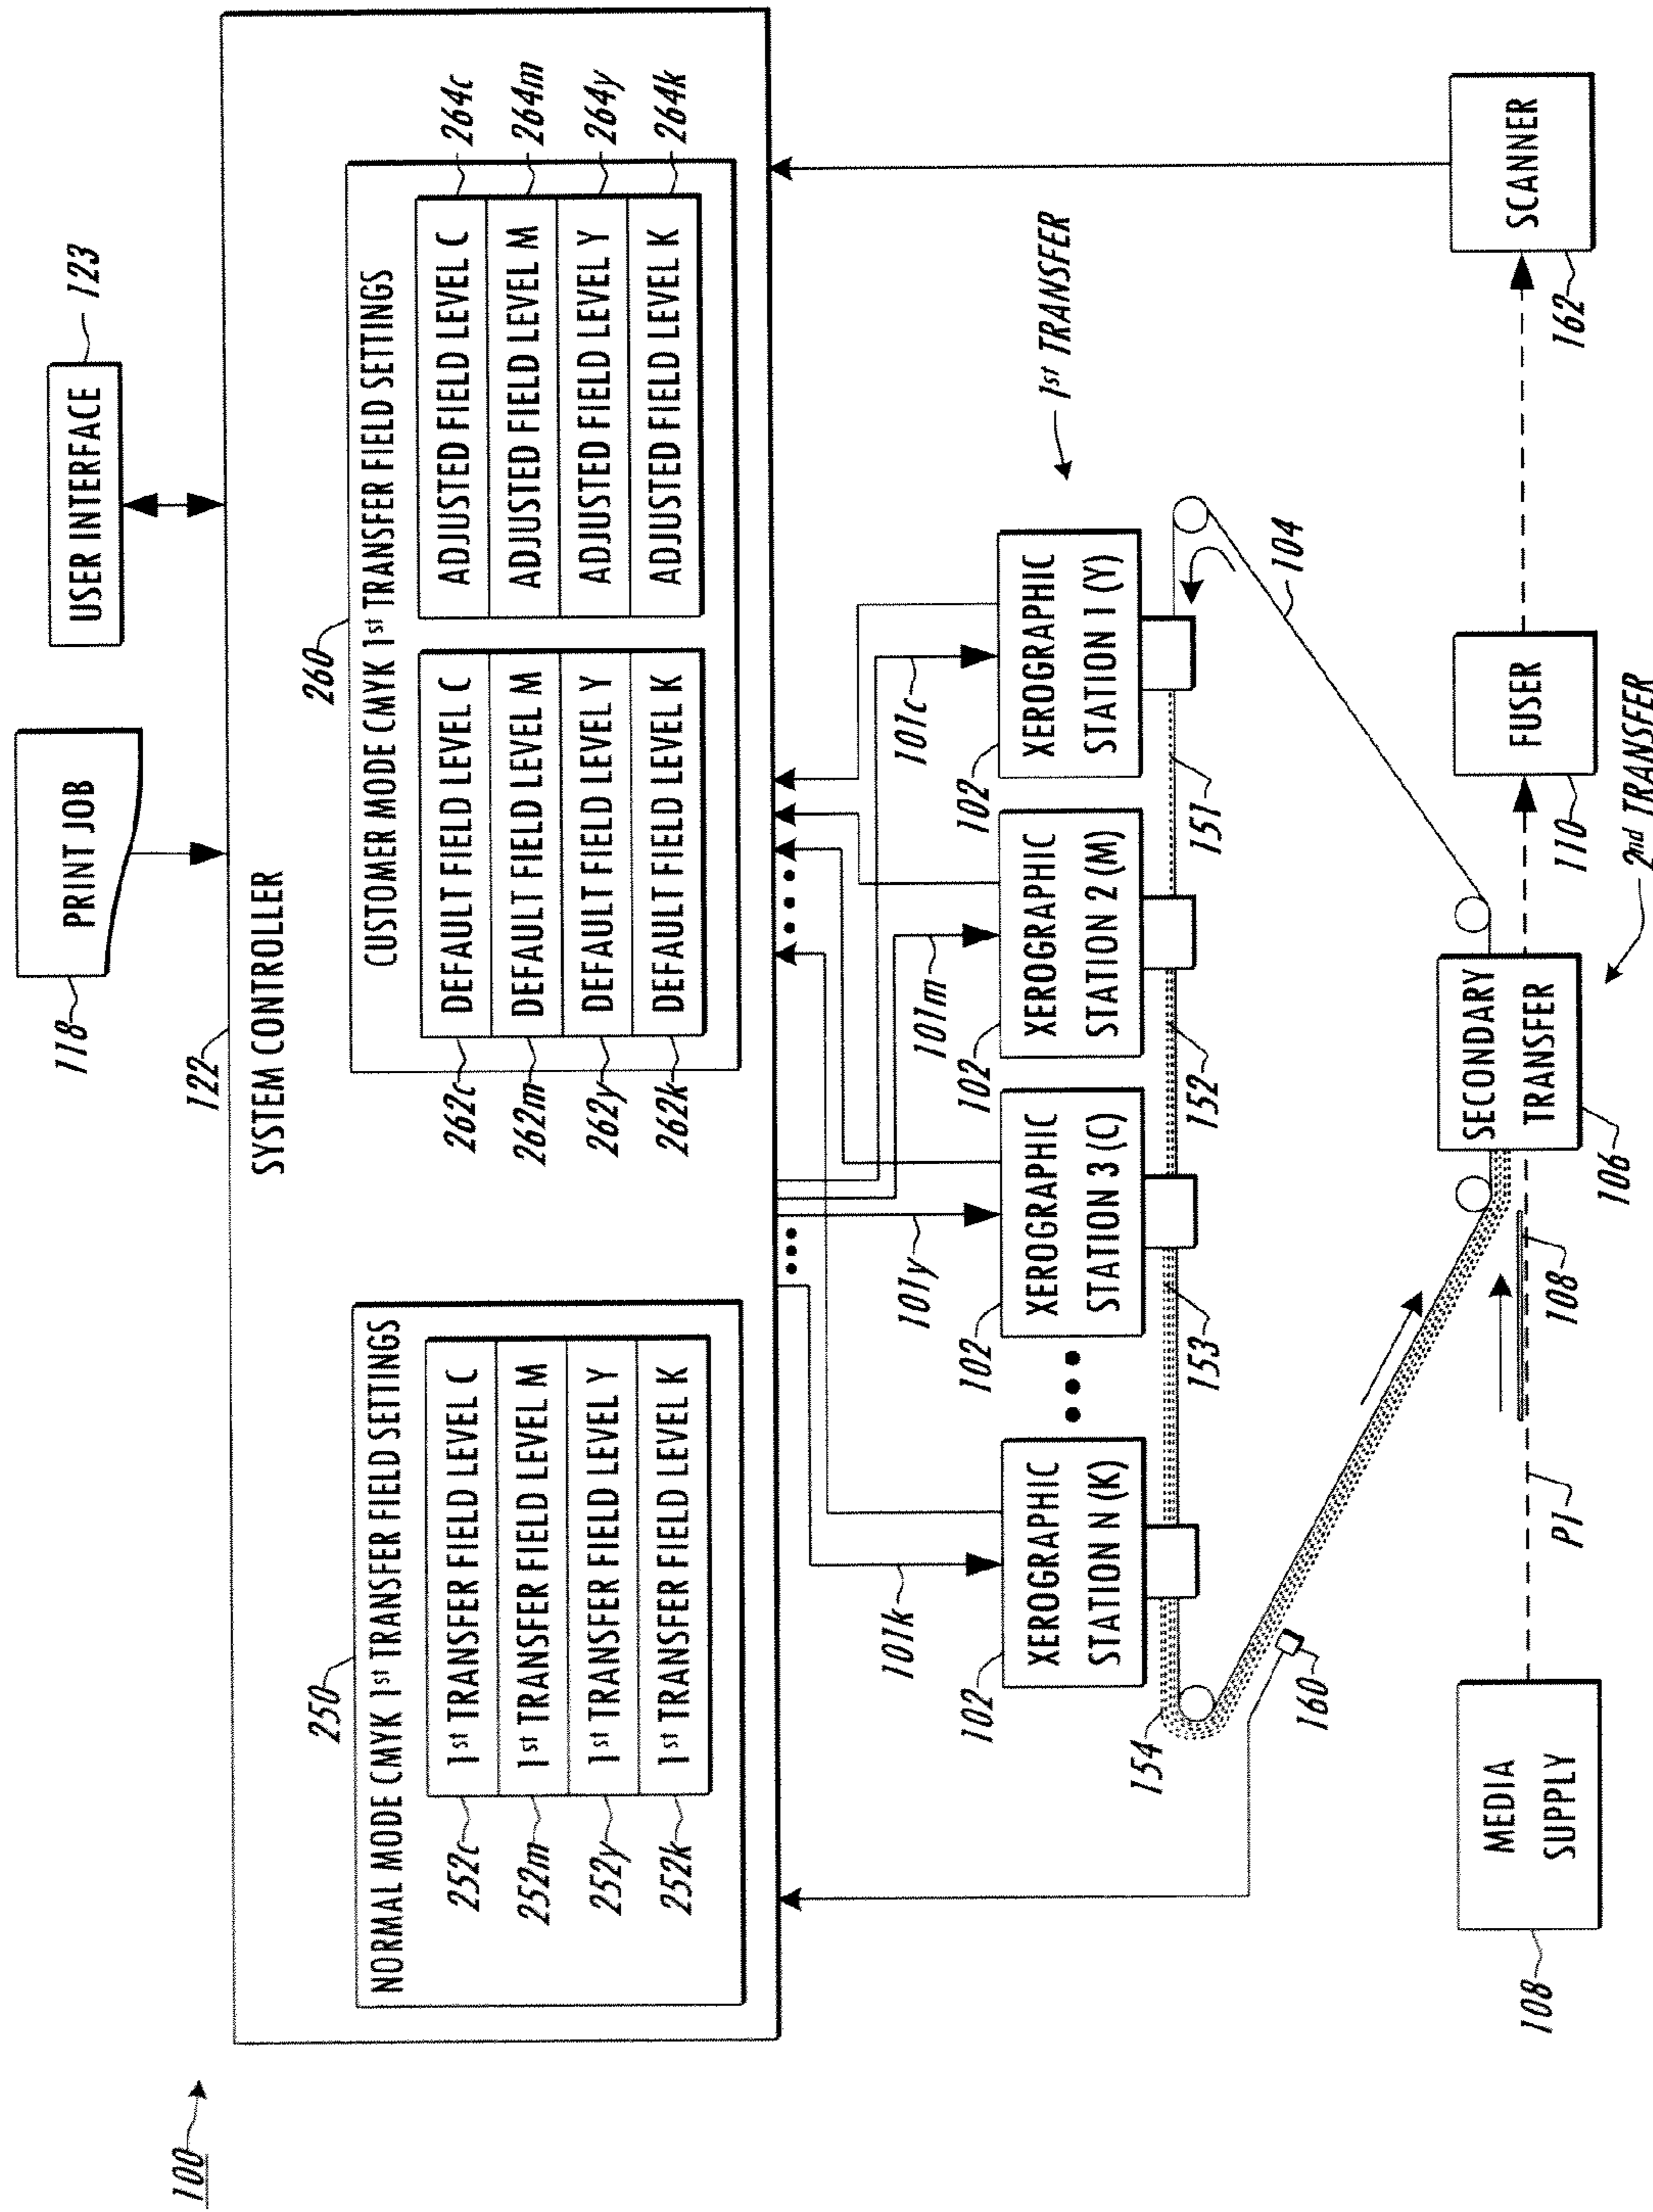 100
PRINT JOB
118
USER INTERFACE
123
122
SYSTEM CONTROLLER
250
NORMAL MODE CMYK 1st TRANSFER FIELD SETTINGS
252c
1st TRANSFER FIELD LEVEL C
252m
1st TRANSFER FIELD LEVEL M
252y
1st TRANSFER FIELD LEVEL Y
252k
1st TRANSFER FIELD LEVEL K
260
CUSTOMER MODE CMYK 1st TRANSFER FIELD SETTINGS
262c
DEFAULT FIELD LEVEL C
262m
DEFAULT FIELD LEVEL M
262y
DEFAULT FIELD LEVEL Y
262k
DEFAULT FIELD LEVEL K
ADJUSTED FIELD LEVEL C
264c
ADJUSTED FIELD LEVEL M
264m
ADJUSTED FIELD LEVEL Y
264y
ADJUSTED FIELD LEVEL K
264k
101k
101y
101m
101c
1st TRANSFER
102
XEROGRAPHIC
STATION N (K)
102
XEROGRAPHIC
STATION 3 (C)
102
XEROGRAPHIC
STATION 2 (M)
102
XEROGRAPHIC
STATION 1 (Y)
154
153
152
151
104
160
MEDIA
SUPPLY
108
P1
108
SECONDARY
TRANSFER
106
2nd TRANSFER
FUSER
110
SCANNER
162